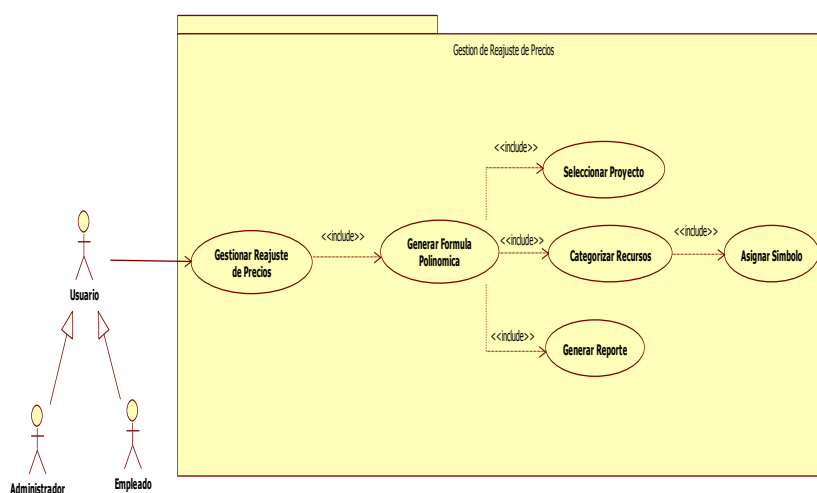 Gestion de Reajuste de Precios
<<include>>
Seleccionar Proyecto
<<include>>
Gestionar Reajuste
de Precios
Generar Formula
Polinomica
<<include>>
Categorizar Recursos
<<include>>
Asignar Simbolo
Usuario
<<include>>
Generar Reporte
Administrador
Empleado